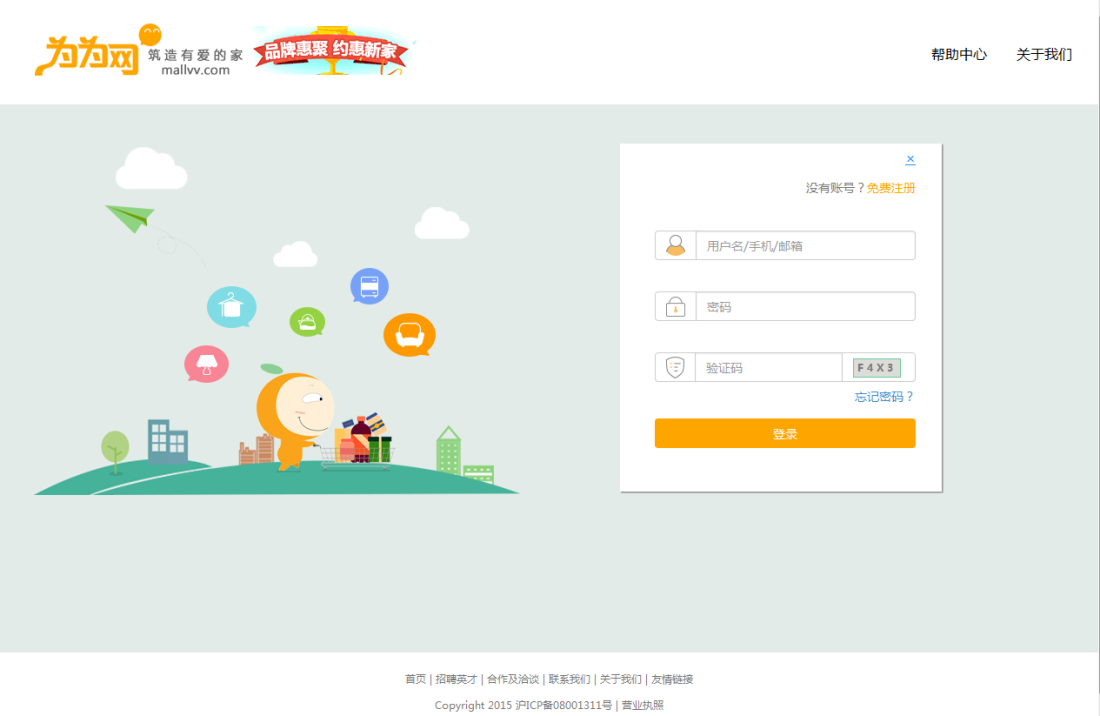 为为网
筑造有爱的家
mallvv.com
品牌惠聚 约惠新家
帮助中心 关于我们
×
没有账号？免费注册
用户名/手机/邮箱
密码
验证码 F4X3
忘记密码？
登录
首页 | 招聘英才 | 合作及洽谈 | 联系我们 | 关于我们 | 友情链接
Copyright 2015 沪ICP备08001311号 | 营业执照